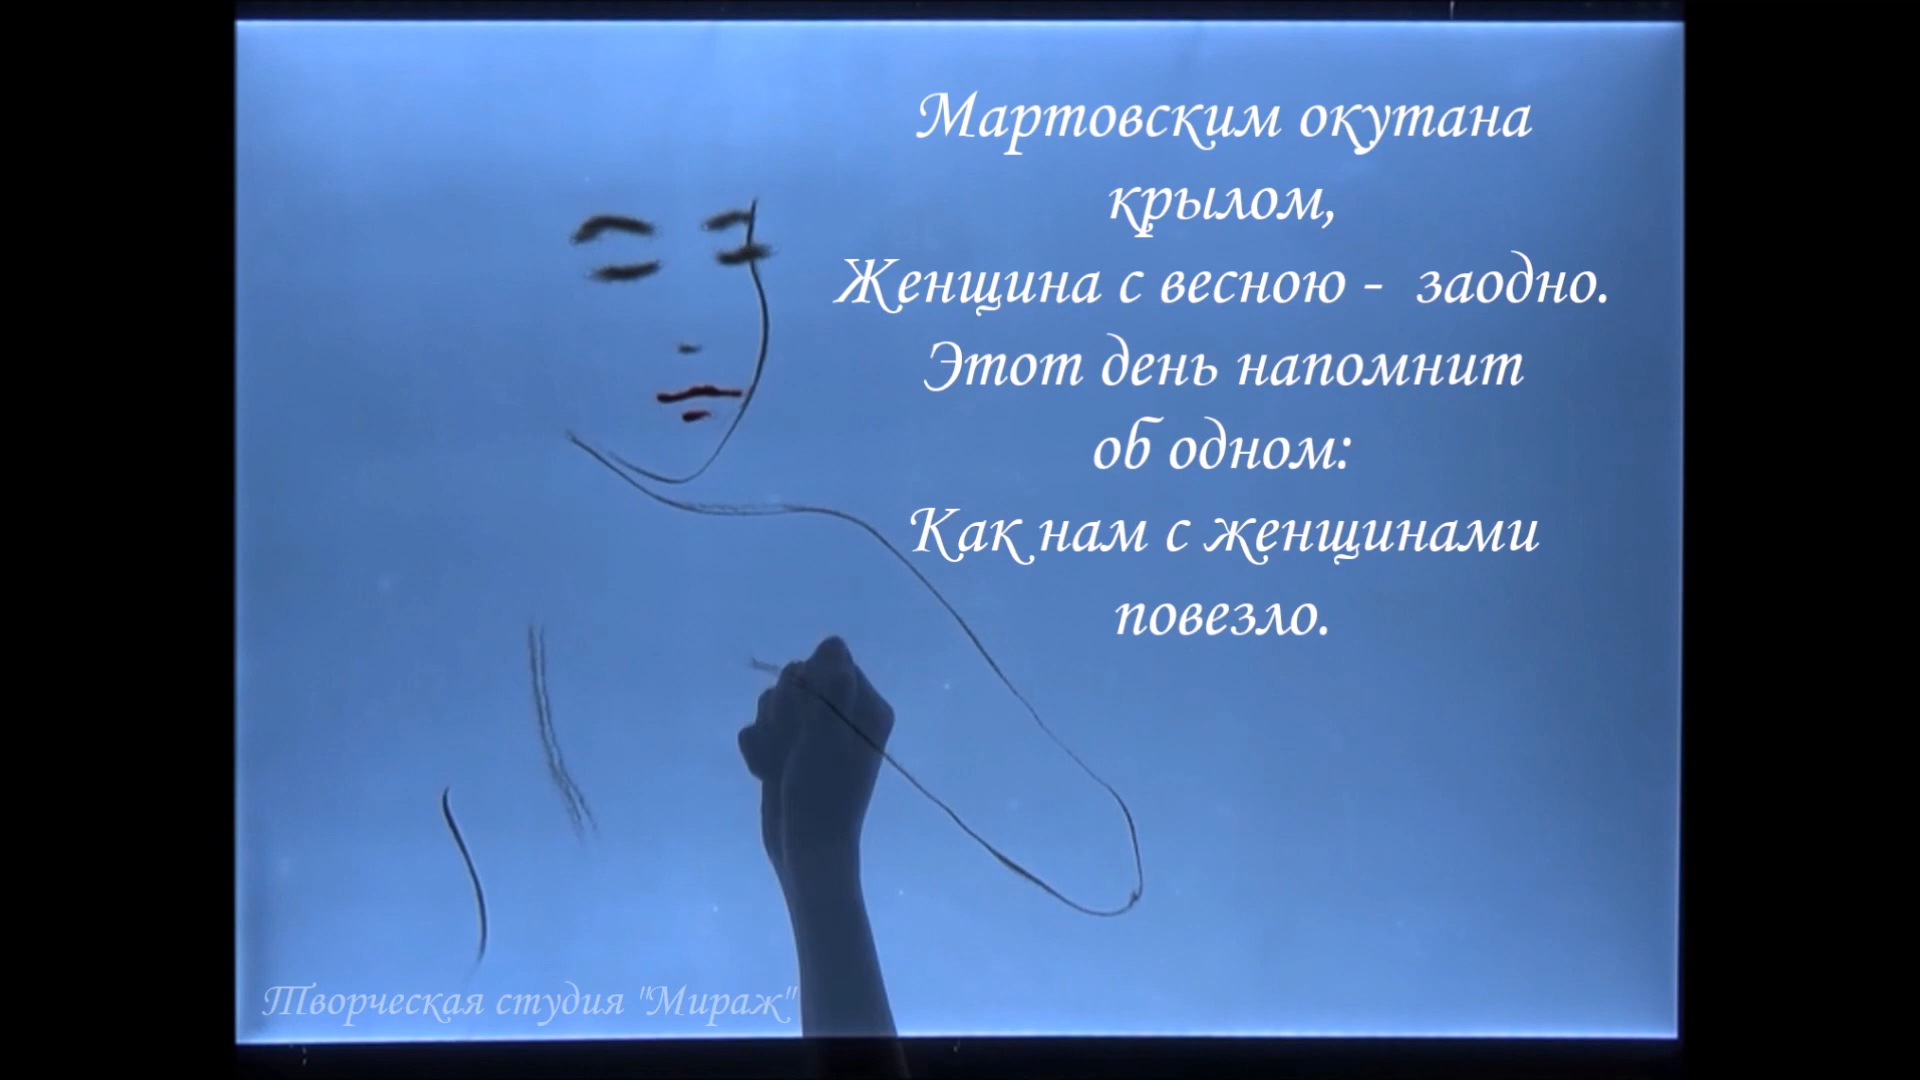 Мартовским окутана
крылом,
Женщина с весною -  заодно.
Этот день напомнит
об одном:
Как нам с женщинами
повезло.
Творческая студия "Мираж"